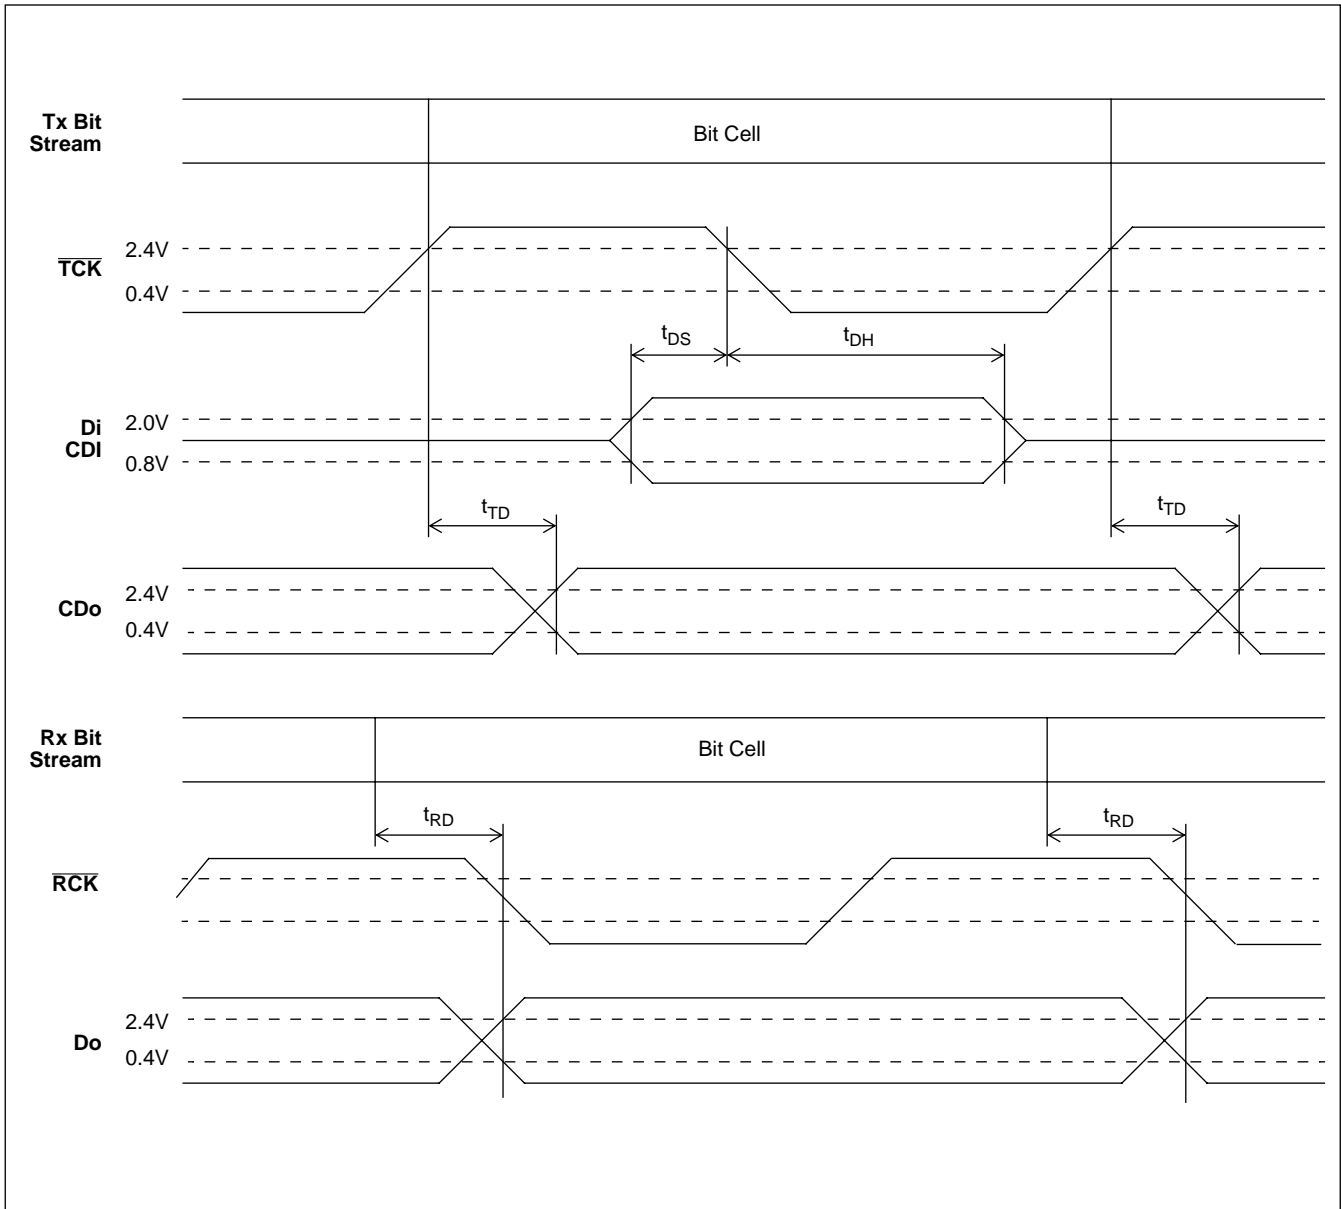 Tx Bit
Stream
Bit Cell
TCK
2.4V
0.4V
tDS
tDH
Di
CDI
2.0V
0.8V
tTD
tTD
CDo
2.4V
0.4V
Rx Bit
Stream
Bit Cell
tRD
tRD
RCK
Do
2.4V
0.4V